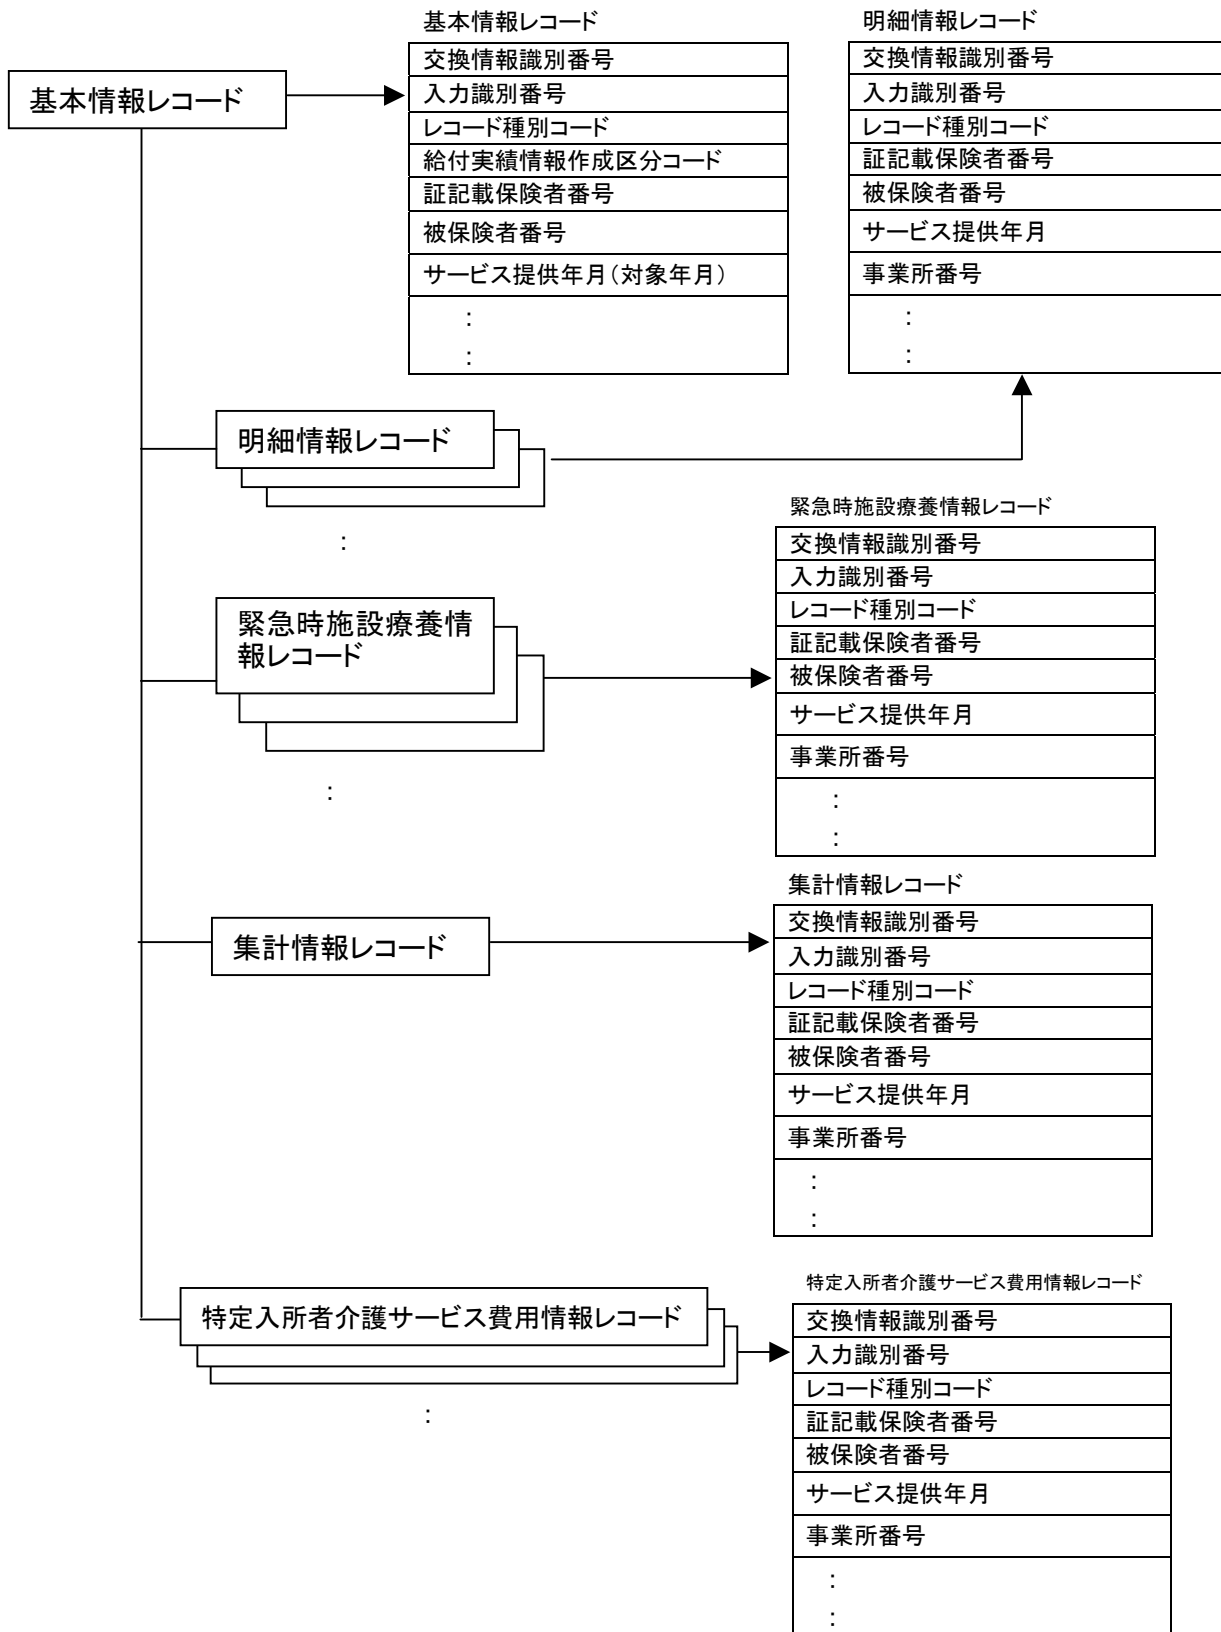 基本情報レコード
基本情報レコード
交換情報識別番号
入力識別番号
レコード種別コード
給付実績情報作成区分コード
証記載保険者番号
被保険者番号
サービス提供年月(対象年月)
:
:
明細情報レコード
交換情報識別番号
入力識別番号
レコード種別コード
証記載保険者番号
被保険者番号
サービス提供年月
事業所番号
:
:
明細情報レコード
:
緊急時施設療養情
報レコード
:
緊急時施設療養情報レコード
交換情報識別番号
入力識別番号
レコード種別コード
証記載保険者番号
被保険者番号
サービス提供年月
事業所番号
:
:
集計情報レコード
集計情報レコード
交換情報識別番号
入力識別番号
レコード種別コード
証記載保険者番号
被保険者番号
サービス提供年月
事業所番号
:
:
特定入所者介護サービス費用情報レコード
:
特定入所者介護サービス費用情報レコード
交換情報識別番号
入力識別番号
レコード種別コード
証記載保険者番号
被保険者番号
サービス提供年月
事業所番号
:
: